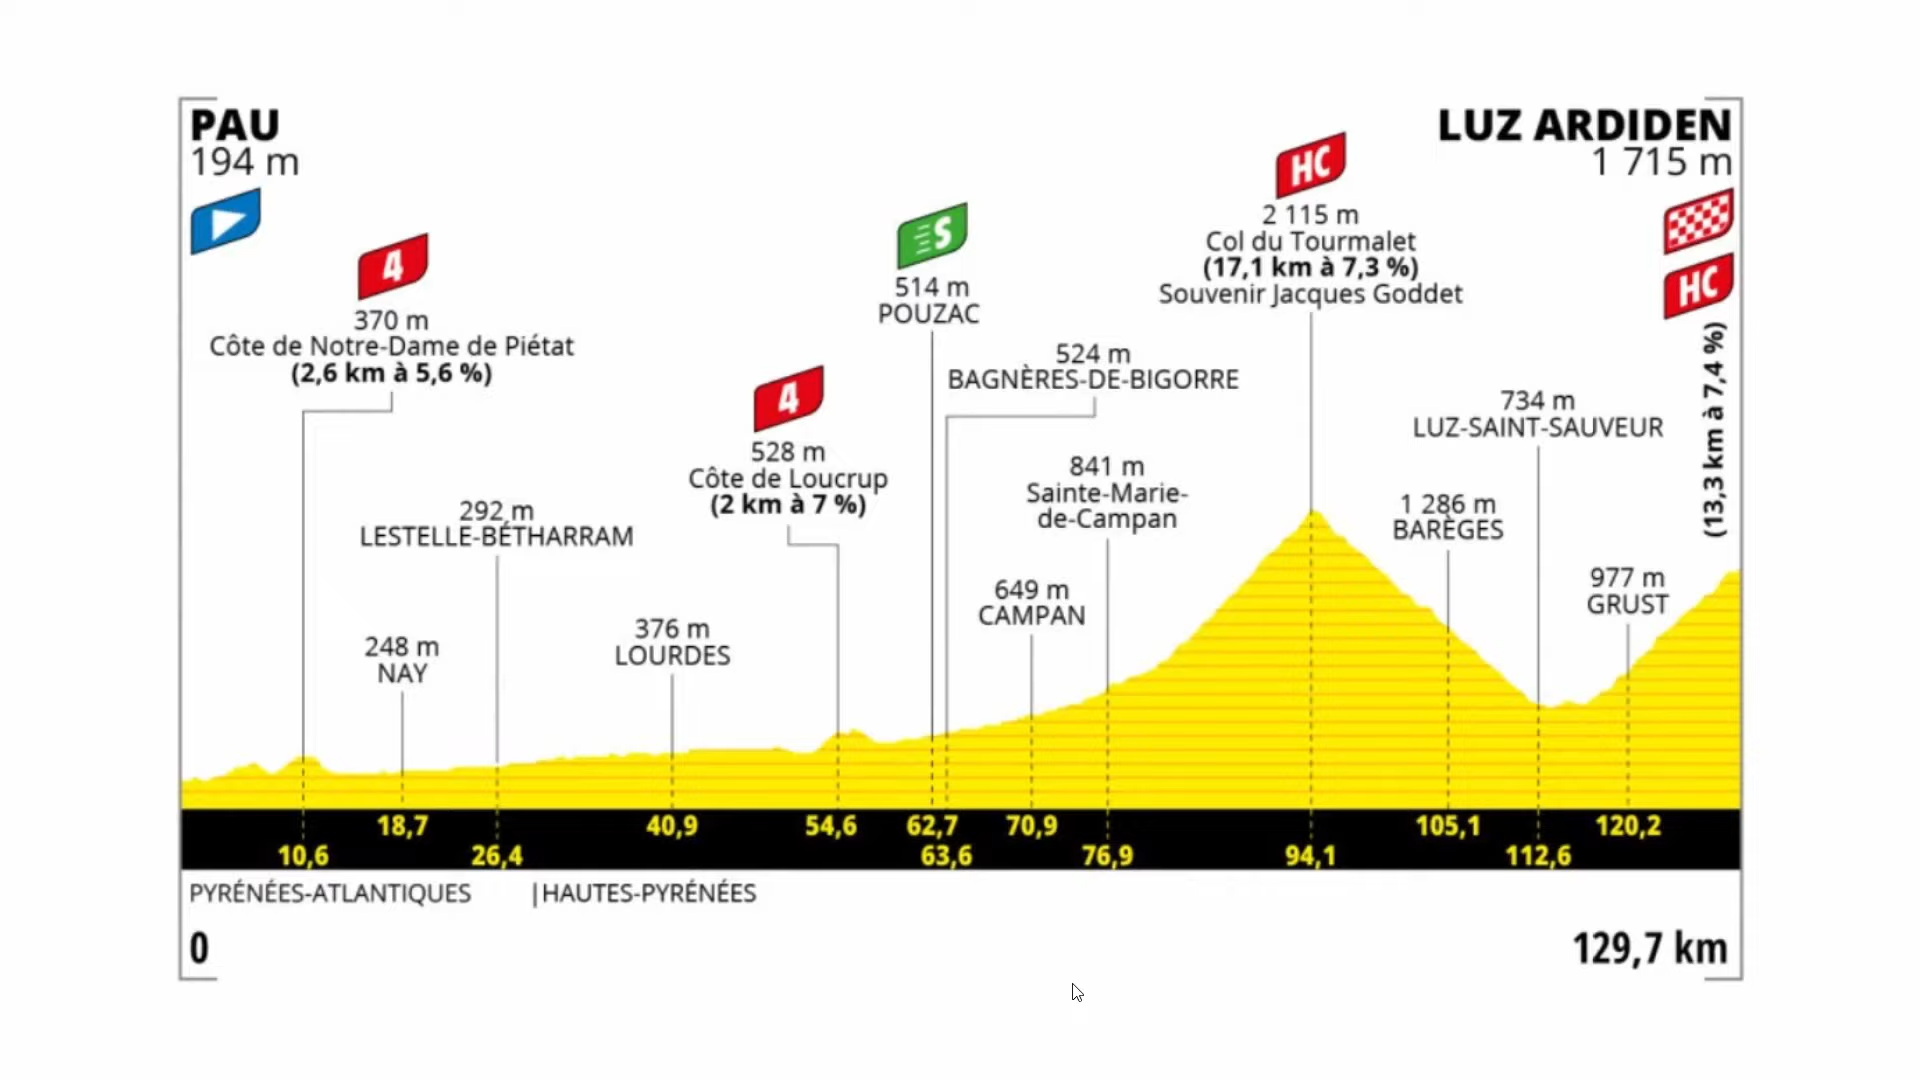 PAU
194 m
LUZ ARDIDEN
1 715 m
HC
(13,3 km à 7,4 %)
4
370 m
Côte de Notre-Dame de Piétat
(2,6 km à 5,6 %)
248 m
NAY
292 m
LESTELLE-BÉTHARRAM
376 m
LOURDES
4
528 m
Côte de Loucrup
(2 km à 7 %)
S
514 m
POUZAC
524 m
BAGNÈRES-DE-BIGORRE
649 m
CAMPAN
841 m
Sainte-Marie-
de-Campan
HC
2 115 m
Col du Tourmalet
(17,1 km à 7,3 %)
Souvenir Jacques Goddet
1 286 m
BARÈGES
734 m
LUZ-SAINT-SAUVEUR
977 m
GRUST
18,7 40,9 54,6 62,7 70,9 105,1 120,2
10,6 26,4 63,6 76,9 94,1 112,6
PYRÉNÉES-ATLANTIQUES |HAUTES-PYRÉNÉES
0 129,7 km